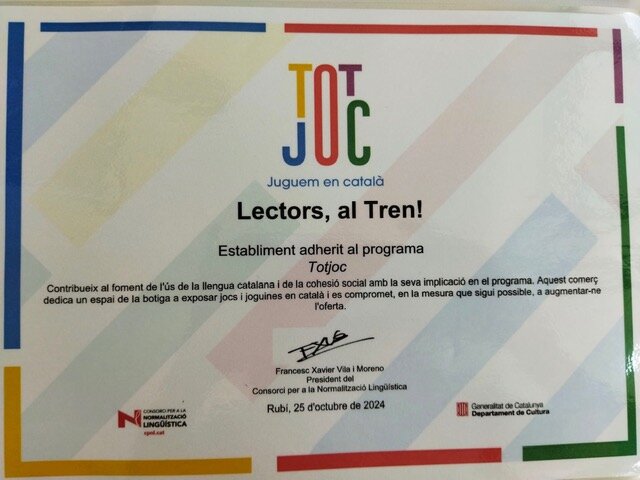 TOT
JOC
Juguem en català
Lectors, al Tren!
Establiment adherit al programa
Totjoc
Contribueix al foment de l'ús de la llengua catalana i de la cohesió social amb la seva implicació en el programa. Aquest comerç
dedica un espai de la botiga a exposar jocs i joguines en català i es compromet, en la mesura que sigui possible, a augmentar-ne
l'oferta.
Francesc Xavier Vila i Moreno
President del
Consorci per a la Normalització Lingüística
Rubí, 25 d'octubre de 2024
CONSORCI PER A LA
NORMALITZACIÓ
LINGÜÍSTICA
cpnl.cat
Generalitat de Catalunya
Departament de Cultura